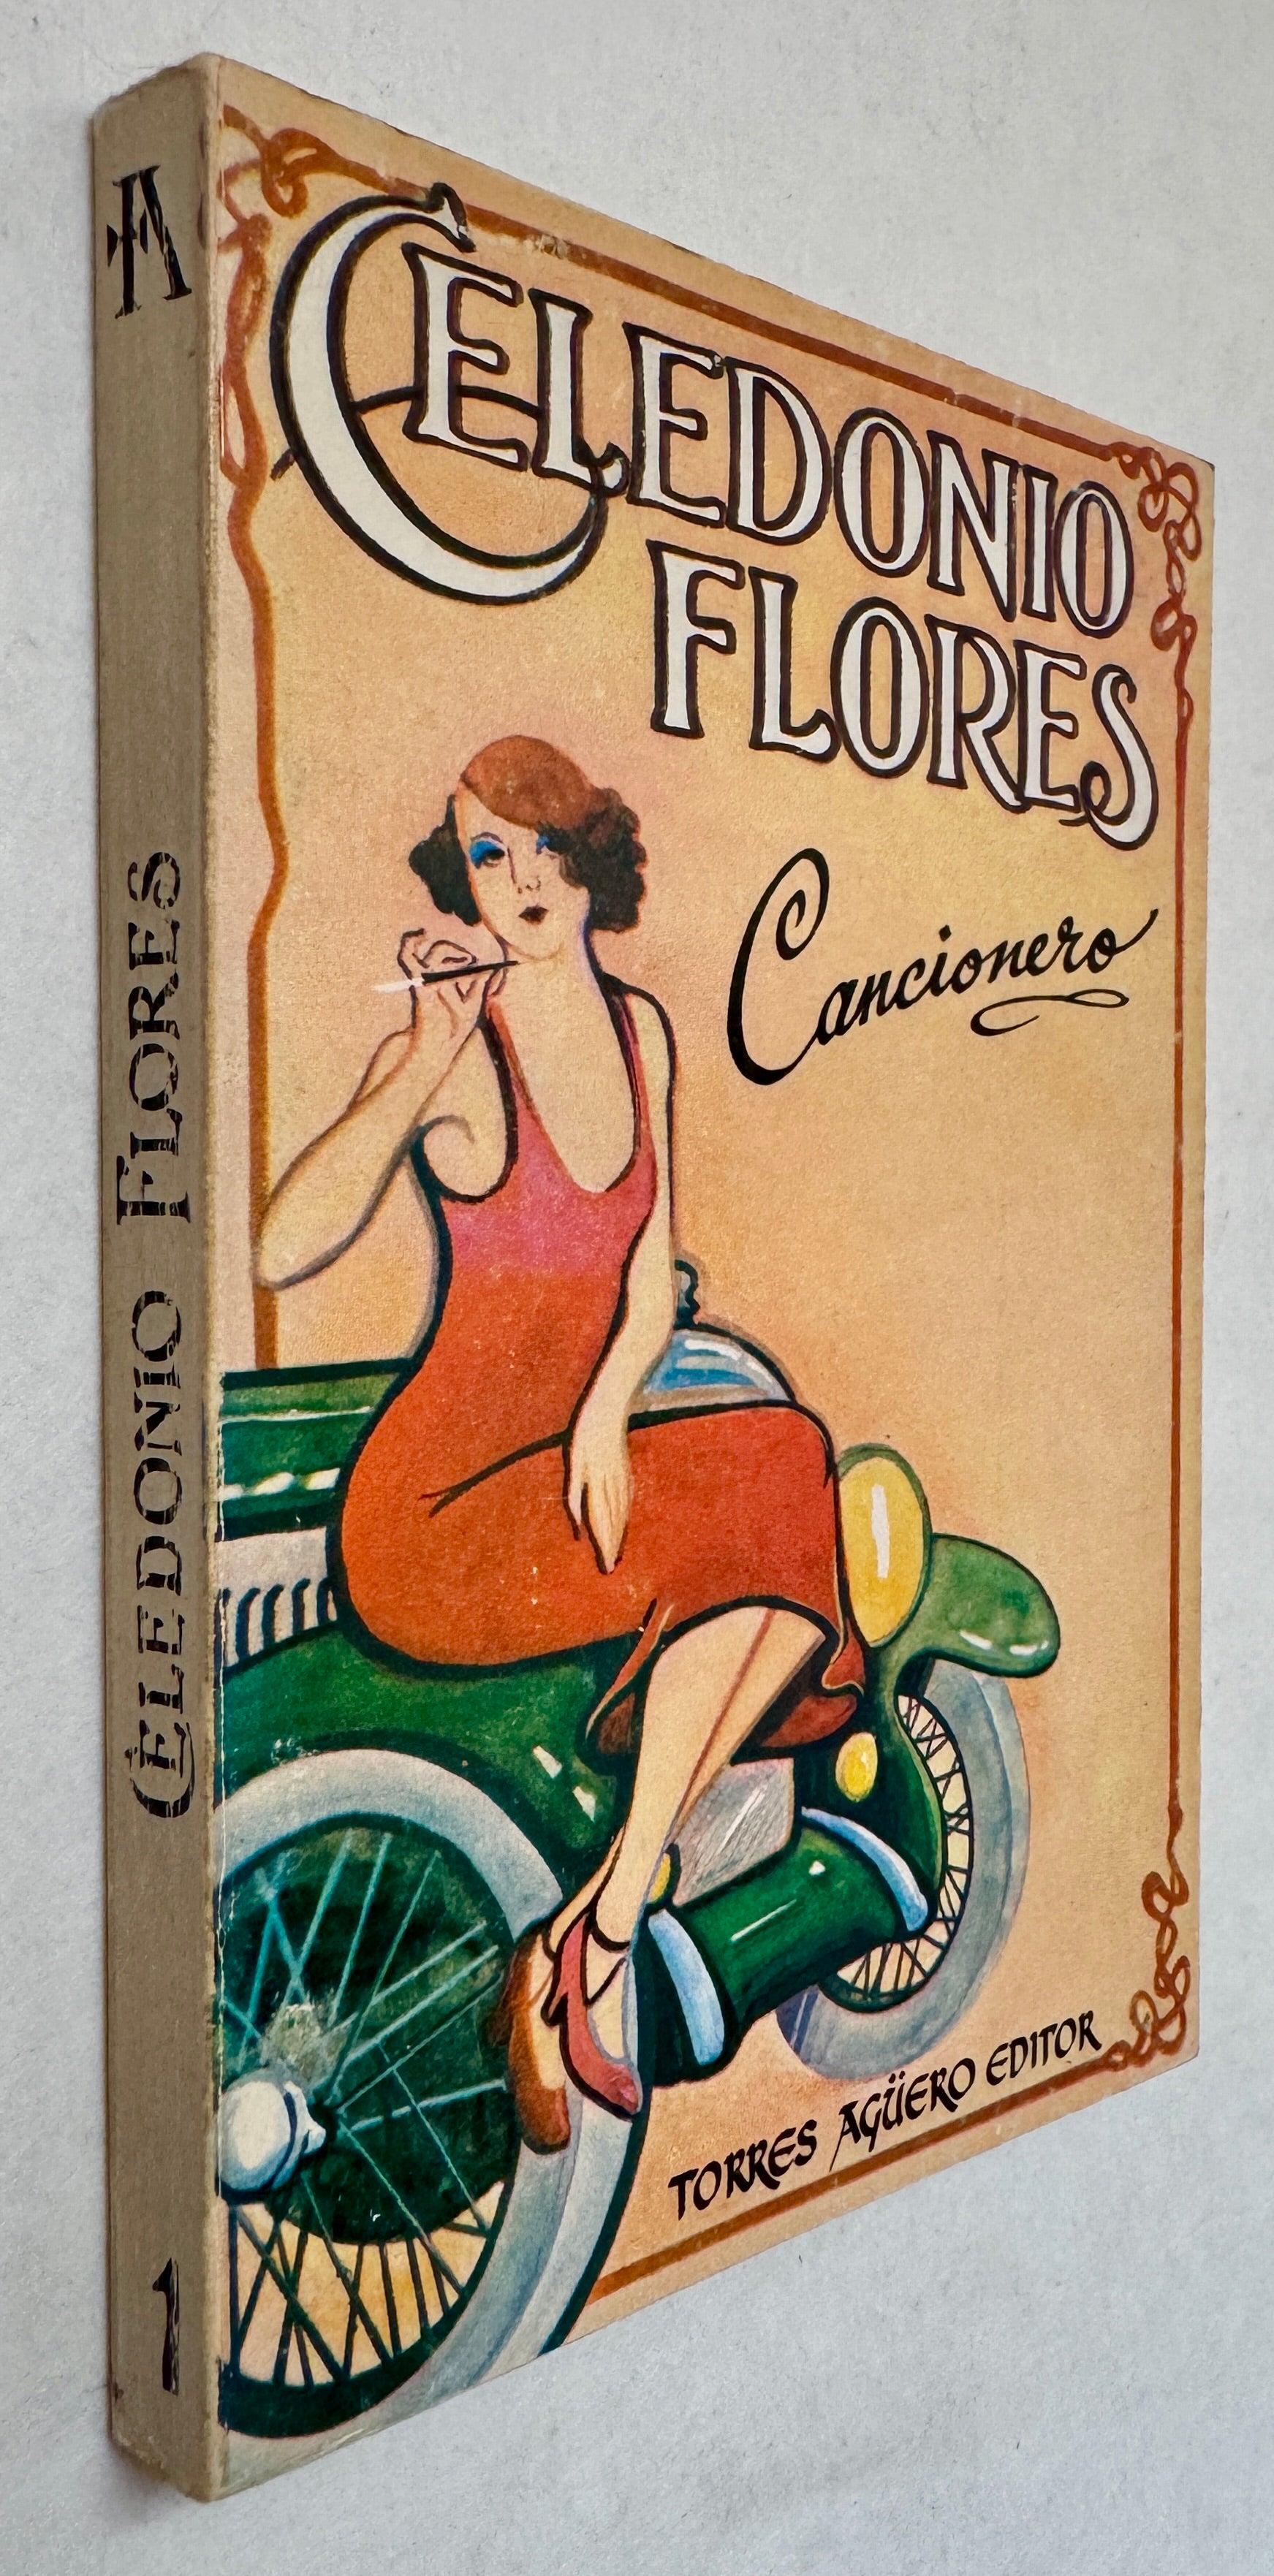 CELEDONIO
FLORES
Cancionero
TORRES AGÜERO EDITOR
1 CELEDONIO FLORES TA